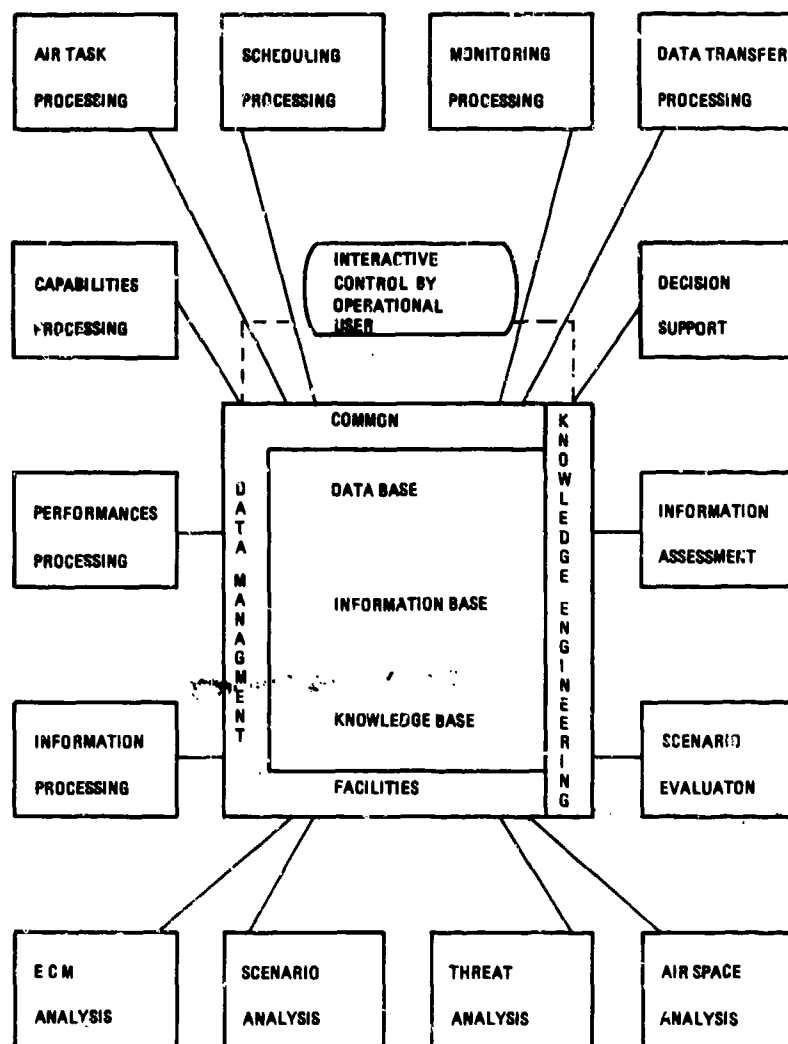 AIR TASK
PROCESSING
SCHEDULING
PROCESSING
MONITORING
PROCESSING
DATA TRANSFER
PROCESSING
CAPABILITIES
PROCESSING
INTERACTIVE
CONTROL BY
OPERATIONAL
USER
DECISION
SUPPORT
COMMON
DATA MANAGMENT
DATA BASE
INFORMATION BASE
KNOWLEDGE BASE
FACILITIES
KNOWLEDGE ENGINEERING
PERFORMANCES
PROCESSING
INFORMATION
ASSESSMENT
INFORMATION
PROCESSING
SCENARIO
EVALUATON
E C M
ANALYSIS
SCENARIO
ANALYSIS
THREAT
ANALYSIS
AIR SPACE
ANALYSIS